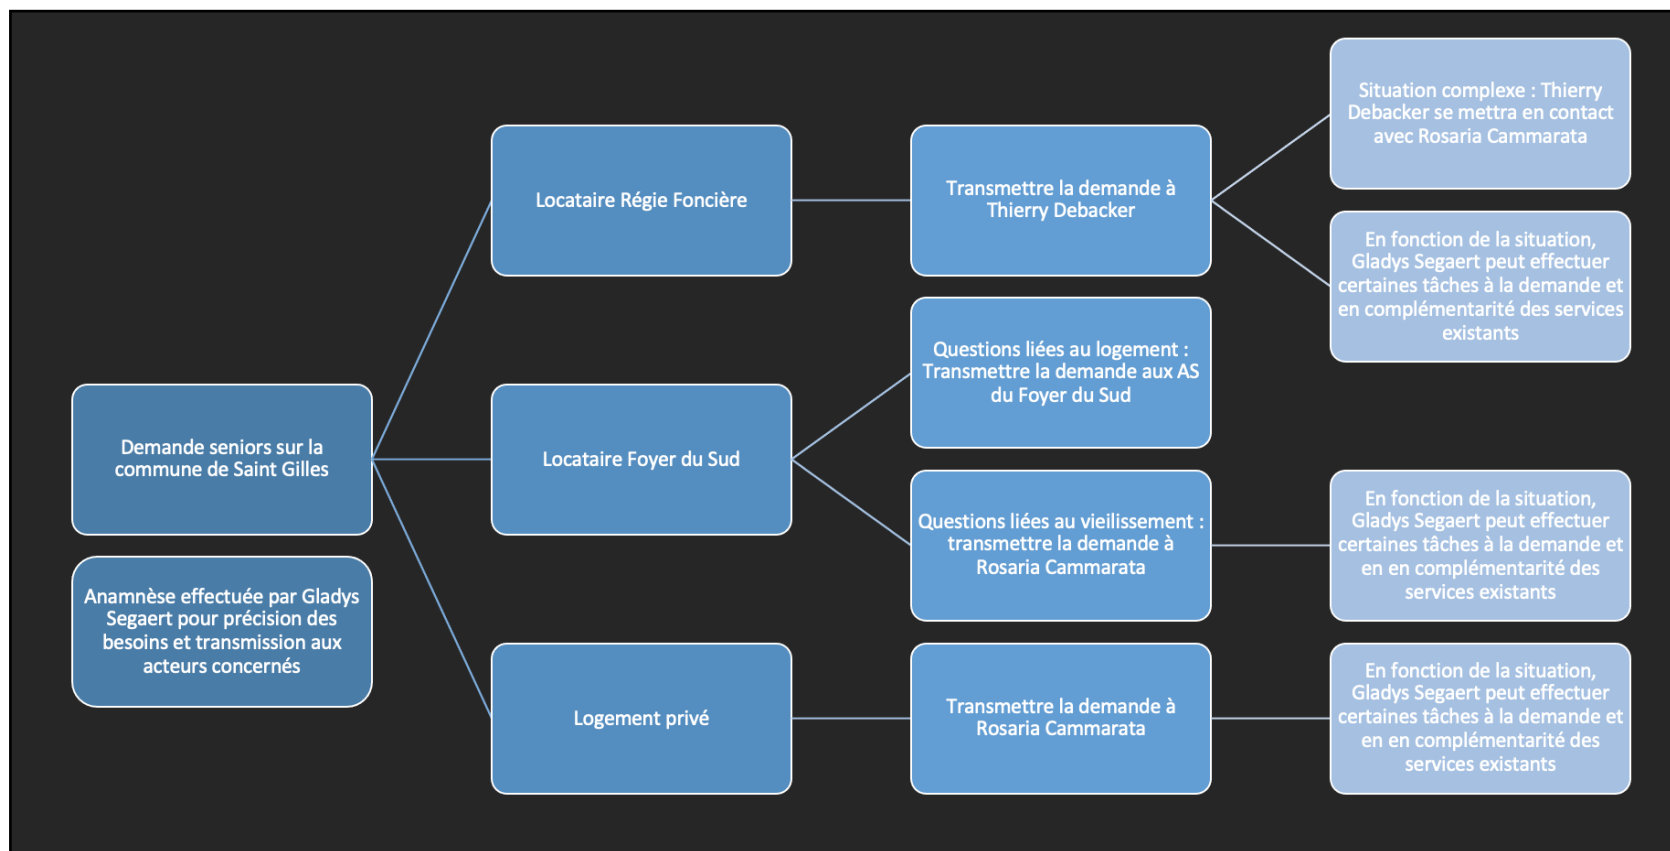 Demande seniors sur la
commune de Saint Gilles
Anamnèse effectuée par Gladys
Segaert pour précision des
besoins et transmission aux
acteurs concernés
Locataire Régie Foncière
Transmettre la demande à
Thierry Debacker
Situation complexe : Thierry
Debacker se mettra en contact
avec Rosaria Cammarata
En fonction de la situation,
Gladys Segaert peut effectuer
certaines tâches à la demande et
en complémentarité des services
existants
Locataire Foyer du Sud
Questions liées au logement :
Transmettre la demande aux AS
du Foyer du Sud
Questions liées au vieilissement :
transmettre la demande à
Rosaria Cammarata
En fonction de la situation,
Gladys Segaert peut effectuer
certaines tâches à la demande et
en en complémentarité des
services existants
Logement privé
Transmettre la demande à
Rosaria Cammarata
En fonction de la situation,
Gladys Segaert peut effectuer
certaines tâches à la demande et
en en complémentarité des
services existants